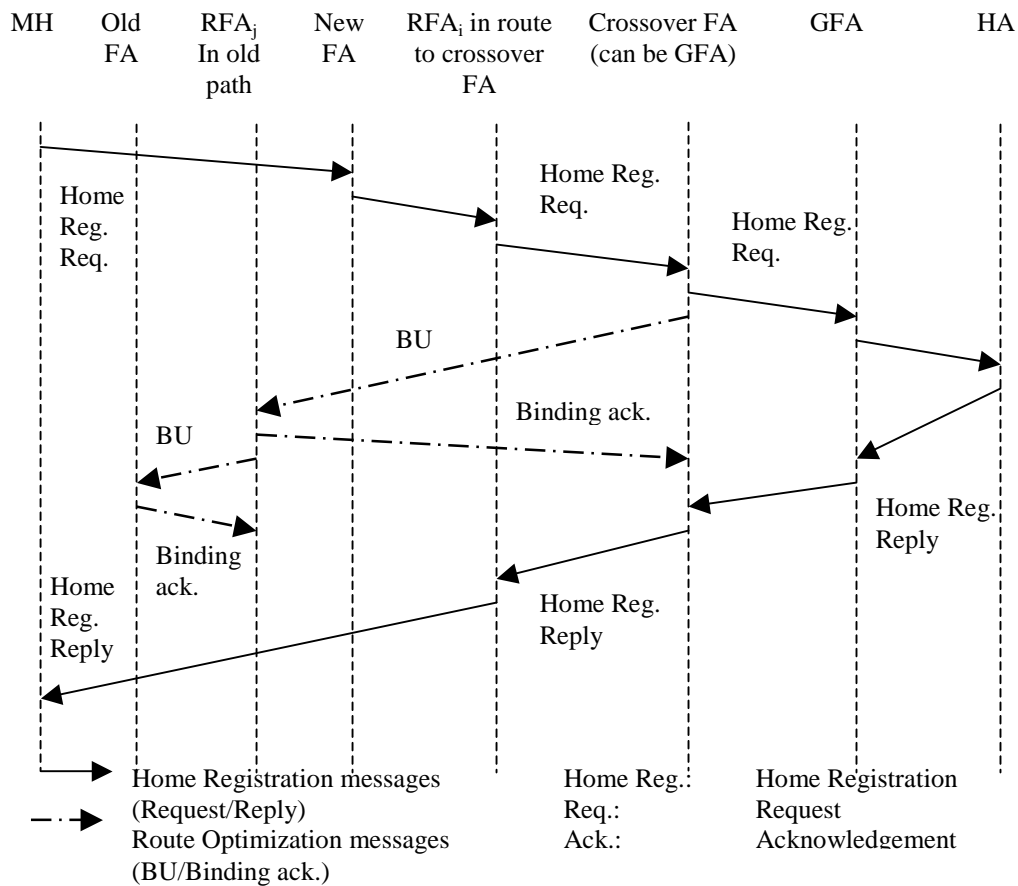 MH Old FA RFAj In old path New FA RFAi in route to crossover FA Crossover FA (can be GFA) GFA HA
Home Reg. Req.
Home Reg. Req.
Home Reg. Req.
BU
Binding ack.
BU
Home Reg. Reply
Binding ack.
Home Reg. Reply
Home Reg. Reply
Home Registration messages (Request/Reply)
Route Optimization messages (BU/Binding ack.)
Home Reg.: Home Registration
Req.: Request
Ack.: Acknowledgement